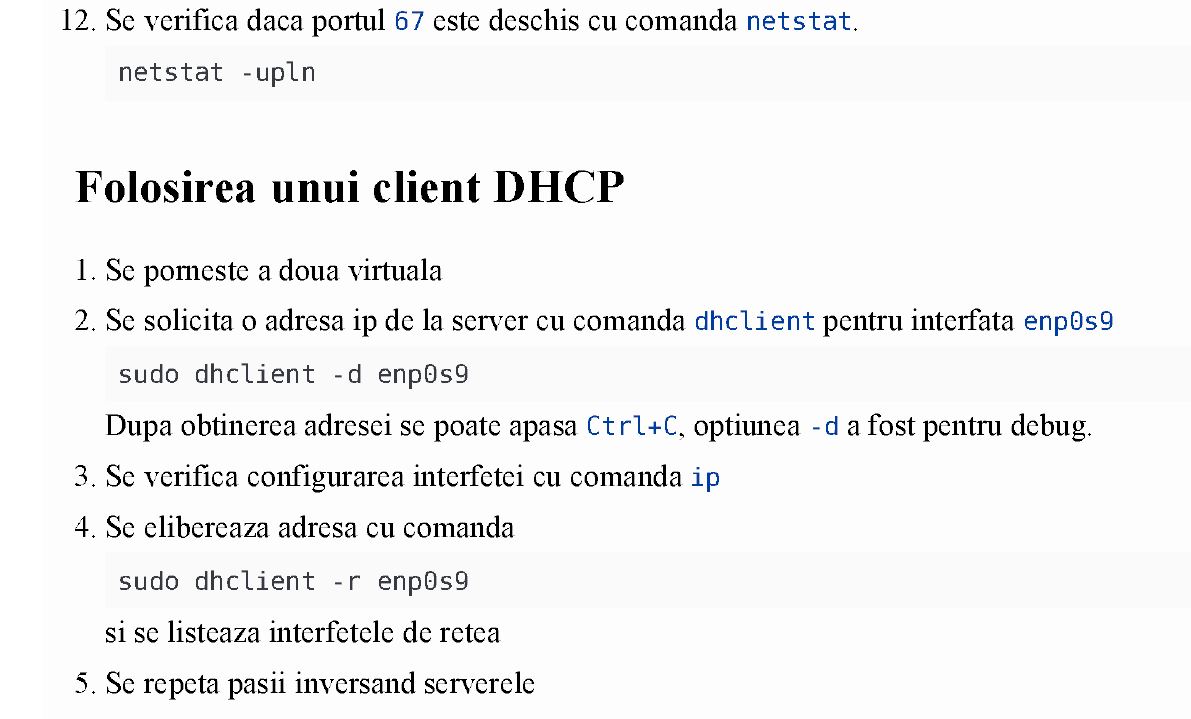 12. Se verifica daca portul 67 este deschis cu comanda netstat.
netstat -upln
Folosirea unui client DHCP
1. Se porneste a doua virtuala
2. Se solicita o adresa ip de la server cu comanda dhclient pentru interfata enp0s9
sudo dhclient -d enp0s9
Dupa obtinerea adresei se poate apasa Ctrl+C, optiunea -d a fost pentru debug.
3. Se verifica configurarea interfetei cu comanda ip
4. Se elibereaza adresa cu comanda
sudo dhclient -r enp0s9
si se listeaza interfetele de retea
5. Se repeta pasii inversand serverele